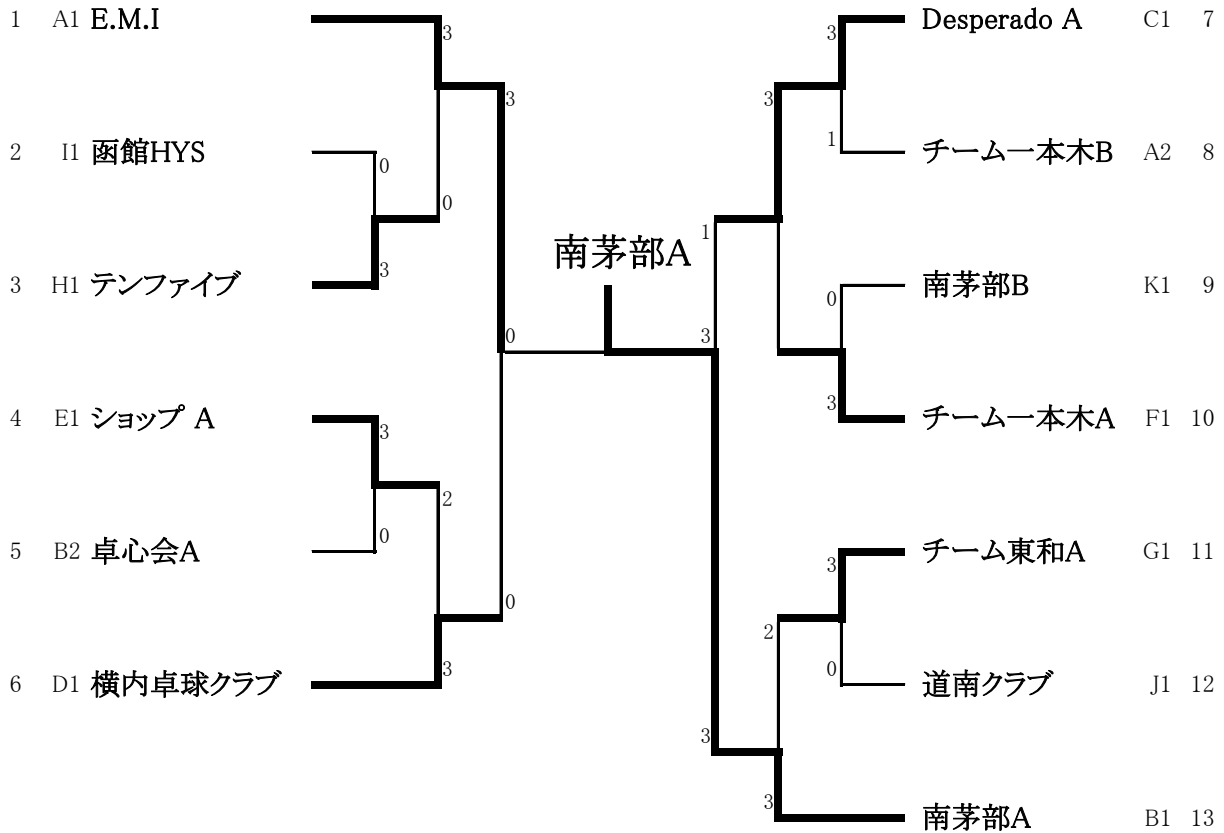 1 A1 E.M.I
3
3
2 I1 函館HYS
0
0
3 H1 テンファイブ
3
0
4 E1 ショップ A
3
2
5 B2 卓心会A
0
0
6 D1 横内卓球クラブ
3
南茅部A
3 Desperado A C1 7
3
1 チーム一本木B A2 8
1
0 南茅部B K1 9
3
3 チーム一本木A F1 10
3 チーム東和A G1 11
2
0 道南クラブ J1 12
3
3 南茅部A B1 13